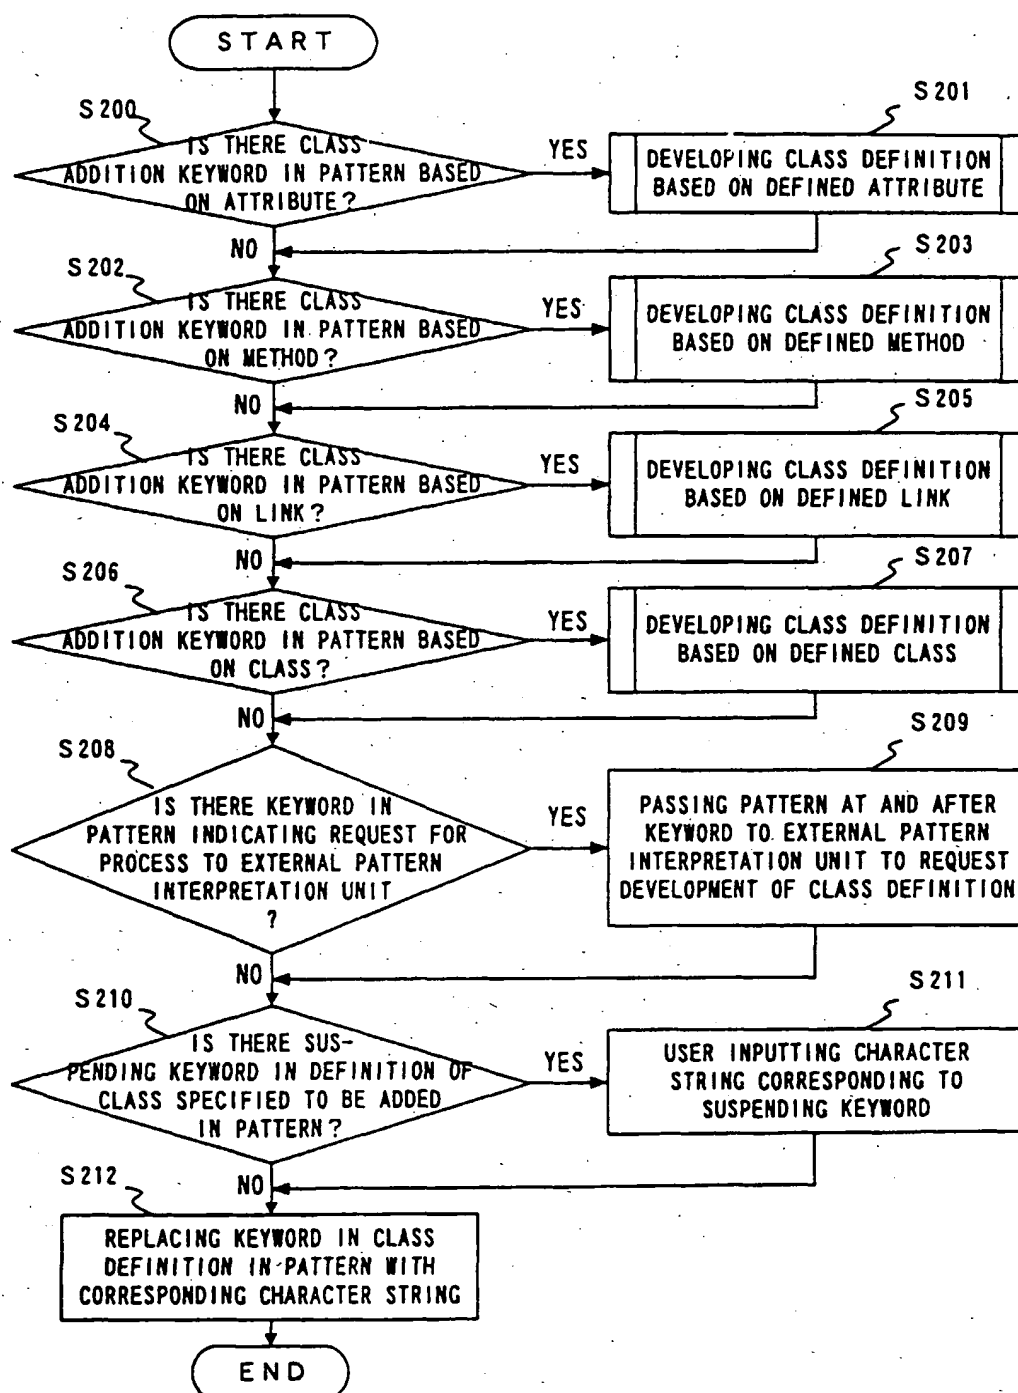 START
S200
IS THERE CLASS
ADDITION KEYWORD IN PATTERN BASED
ON ATTRIBUTE?
YES
S201
DEVELOPING CLASS DEFINITION
BASED ON DEFINED ATTRIBUTE
NO
S202
IS THERE CLASS
ADDITION KEYWORD IN PATTERN BASED
ON METHOD?
YES
S203
DEVELOPING CLASS DEFINITION
BASED ON DEFINED METHOD
NO
S204
IS THERE CLASS
ADDITION KEYWORD IN PATTERN BASED
ON LINK?
YES
S205
DEVELOPING CLASS DEFINITION
BASED ON DEFINED LINK
NO
S206
IS THERE CLASS
ADDITION KEYWORD IN PATTERN BASED
ON CLASS?
YES
S207
DEVELOPING CLASS DEFINITION
BASED ON DEFINED CLASS
NO
S208
IS THERE KEYWORD IN
PATTERN INDICATING REQUEST FOR
PROCESS TO EXTERNAL PATTERN
INTERPRETATION UNIT
?
YES
S209
PASSING PATTERN AT AND AFTER
KEYWORD TO EXTERNAL PATTERN
INTERPRETATION UNIT TO REQUEST
DEVELOPMENT OF CLASS DEFINITION
NO
S210
IS THERE SUS-
PENDING KEYWORD IN DEFINITION OF
CLASS SPECIFIED TO BE ADDED
IN PATTERN?
YES
S211
USER INPUTTING CHARACTER
STRING CORRESPONDING TO
SUSPENDING KEYWORD
NO
S212
REPLACING KEYWORD IN CLASS
DEFINITION IN PATTERN WITH
CORRESPONDING CHARACTER STRING
END